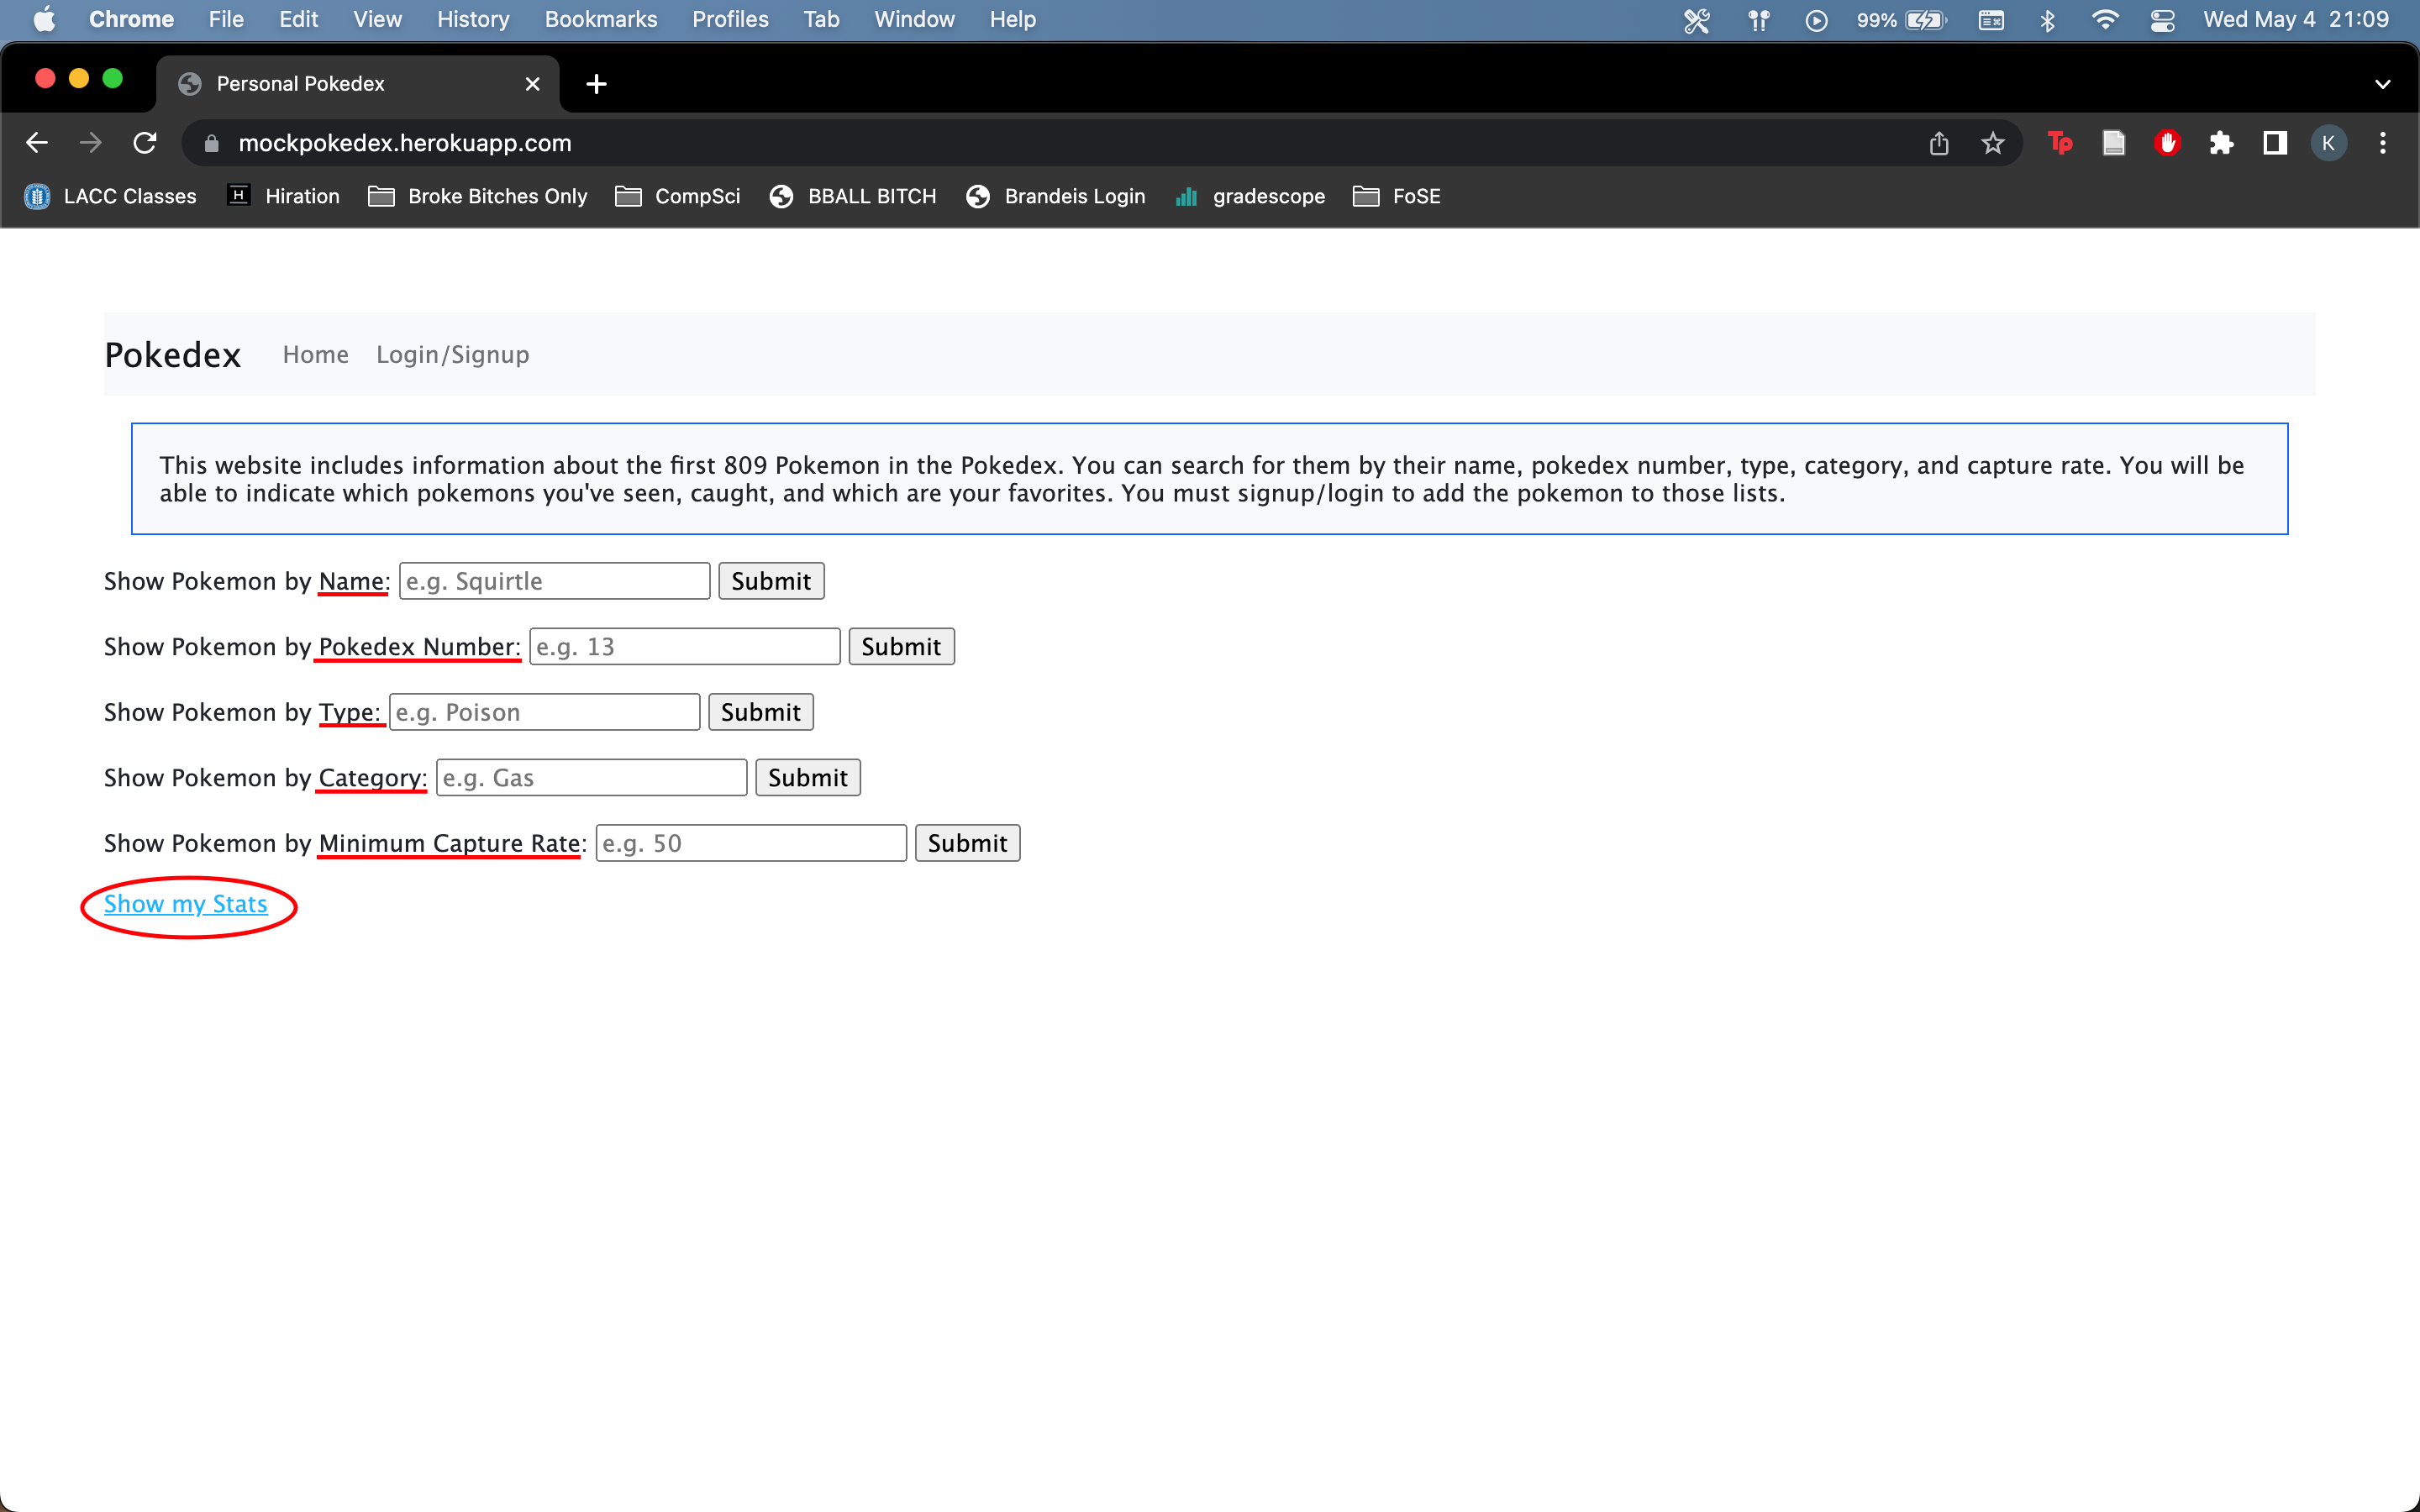 Chrome File Edit View History Bookmarks Profiles Tab Window Help 99% Wed May 4 21:09
Personal Pokedex
mockpokedex.herokuapp.com Tp K
LACC Classes H Hiration Broke Bitches Only CompSci BBALL BITCH Brandeis Login gradescope FoSE
Pokedex Home Login/Signup
This website includes information about the first 809 Pokemon in the Pokedex. You can search for them by their name, pokedex number, type, category, and capture rate. You will be
able to indicate which pokemons you've seen, caught, and which are your favorites. You must signup/login to add the pokemon to those lists.
Show Pokemon by Name: e.g. Squirtle Submit
Show Pokemon by Pokedex Number: e.g. 13 Submit
Show Pokemon by Type: e.g. Poison Submit
Show Pokemon by Category: e.g. Gas Submit
Show Pokemon by Minimum Capture Rate: e.g. 50 Submit
Show my Stats